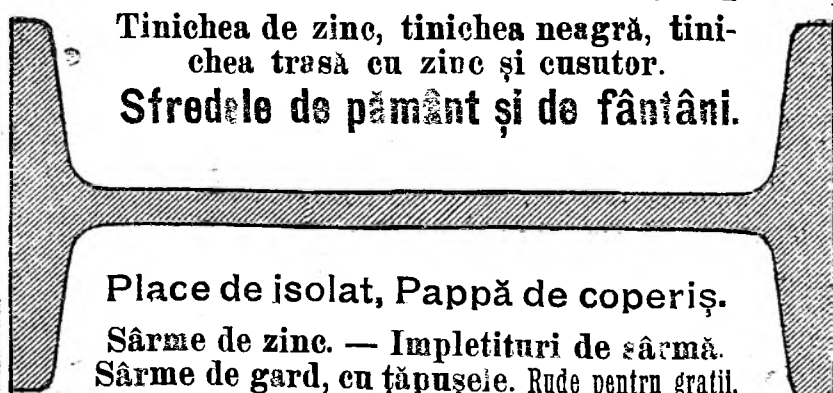 Tinichea de zinc, tinichea neagră, tini-
chea trasă cu zinc și cusutor.
Sfredele de pământ și de fântâni.
Place de isolat, Pappă de coperiș.
Sârme de zinc. — Impletituri de sârmă.
Sârme de gard, cu țăpușele. Rude pentru gratii.